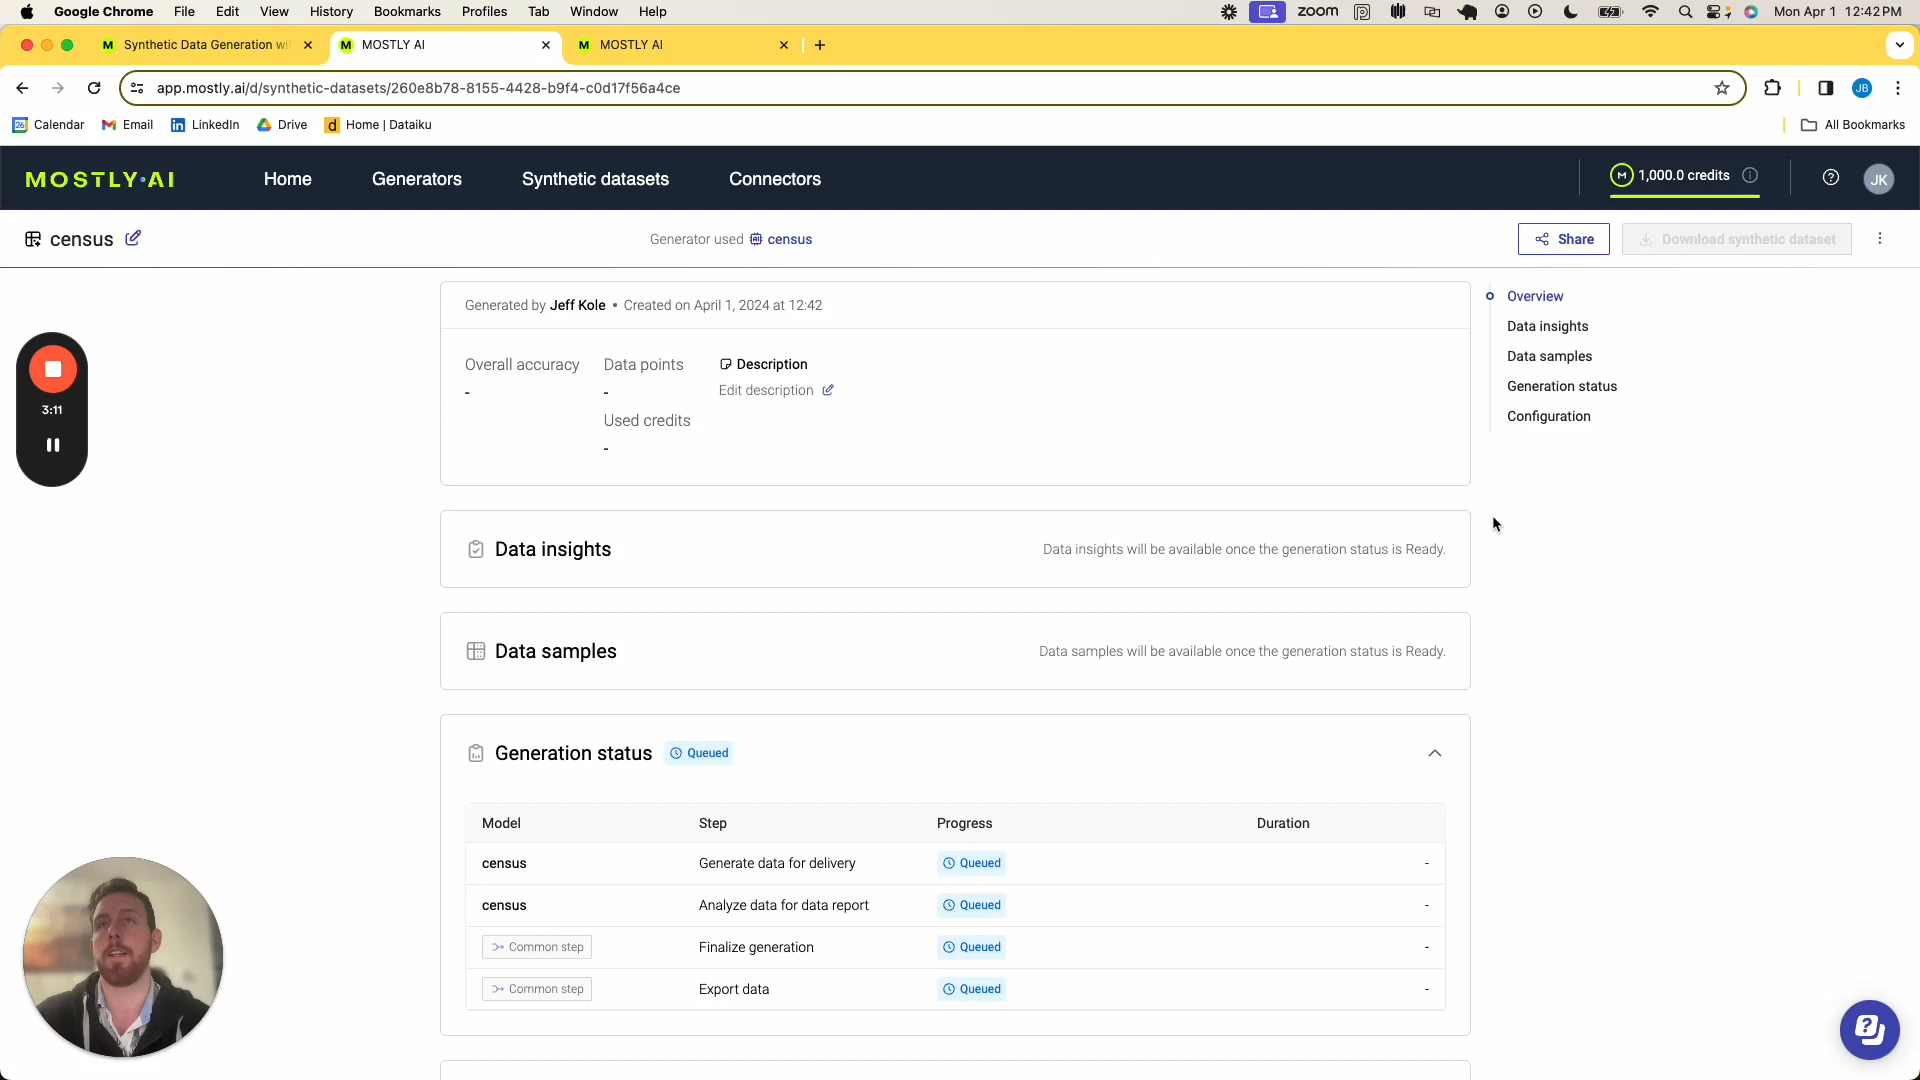 Google Chrome File Edit View History Bookmarks Profiles Tab Window Help zoom Mon Apr 1 12:42 PM
M Synthetic Data Generation wi M MOSTLY AI M MOSTLY AI
app.mostly.ai/d/synthetic-datasets/260e8b78-8155-4428-b9f4-c0d17f56a4ce JB
26 Calendar Email in LinkedIn Drive d Home | Dataiku All Bookmarks
MOSTLY·AI Home Generators Synthetic datasets Connectors M 1,000.0 credits JK
census Generator used census Share Download synthetic dataset
Generated by Jeff Kole • Created on April 1, 2024 at 12:42
Overview
Data insights
Data samples
Generation status
Configuration
Overall accuracy Data points Description
- - Edit description
Used credits
-
3:11
Data insights Data insights will be available once the generation status is Ready.
Data samples Data samples will be available once the generation status is Ready.
Generation status Queued
Model Step Progress Duration
census Generate data for delivery Queued -
census Analyze data for data report Queued -
Common step Finalize generation Queued -
Common step Export data Queued -